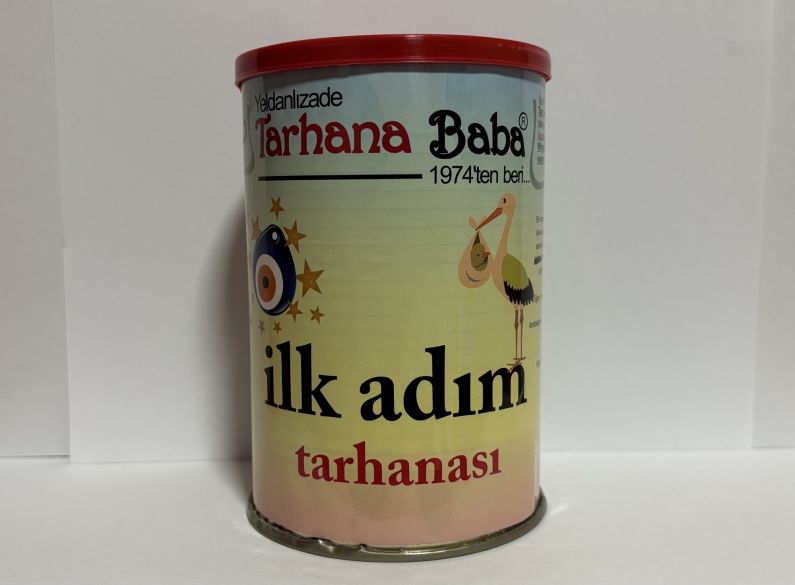 Yeldanlızade
Tarhana Baba®
1974'ten beri...
ilk adım
tarhanası